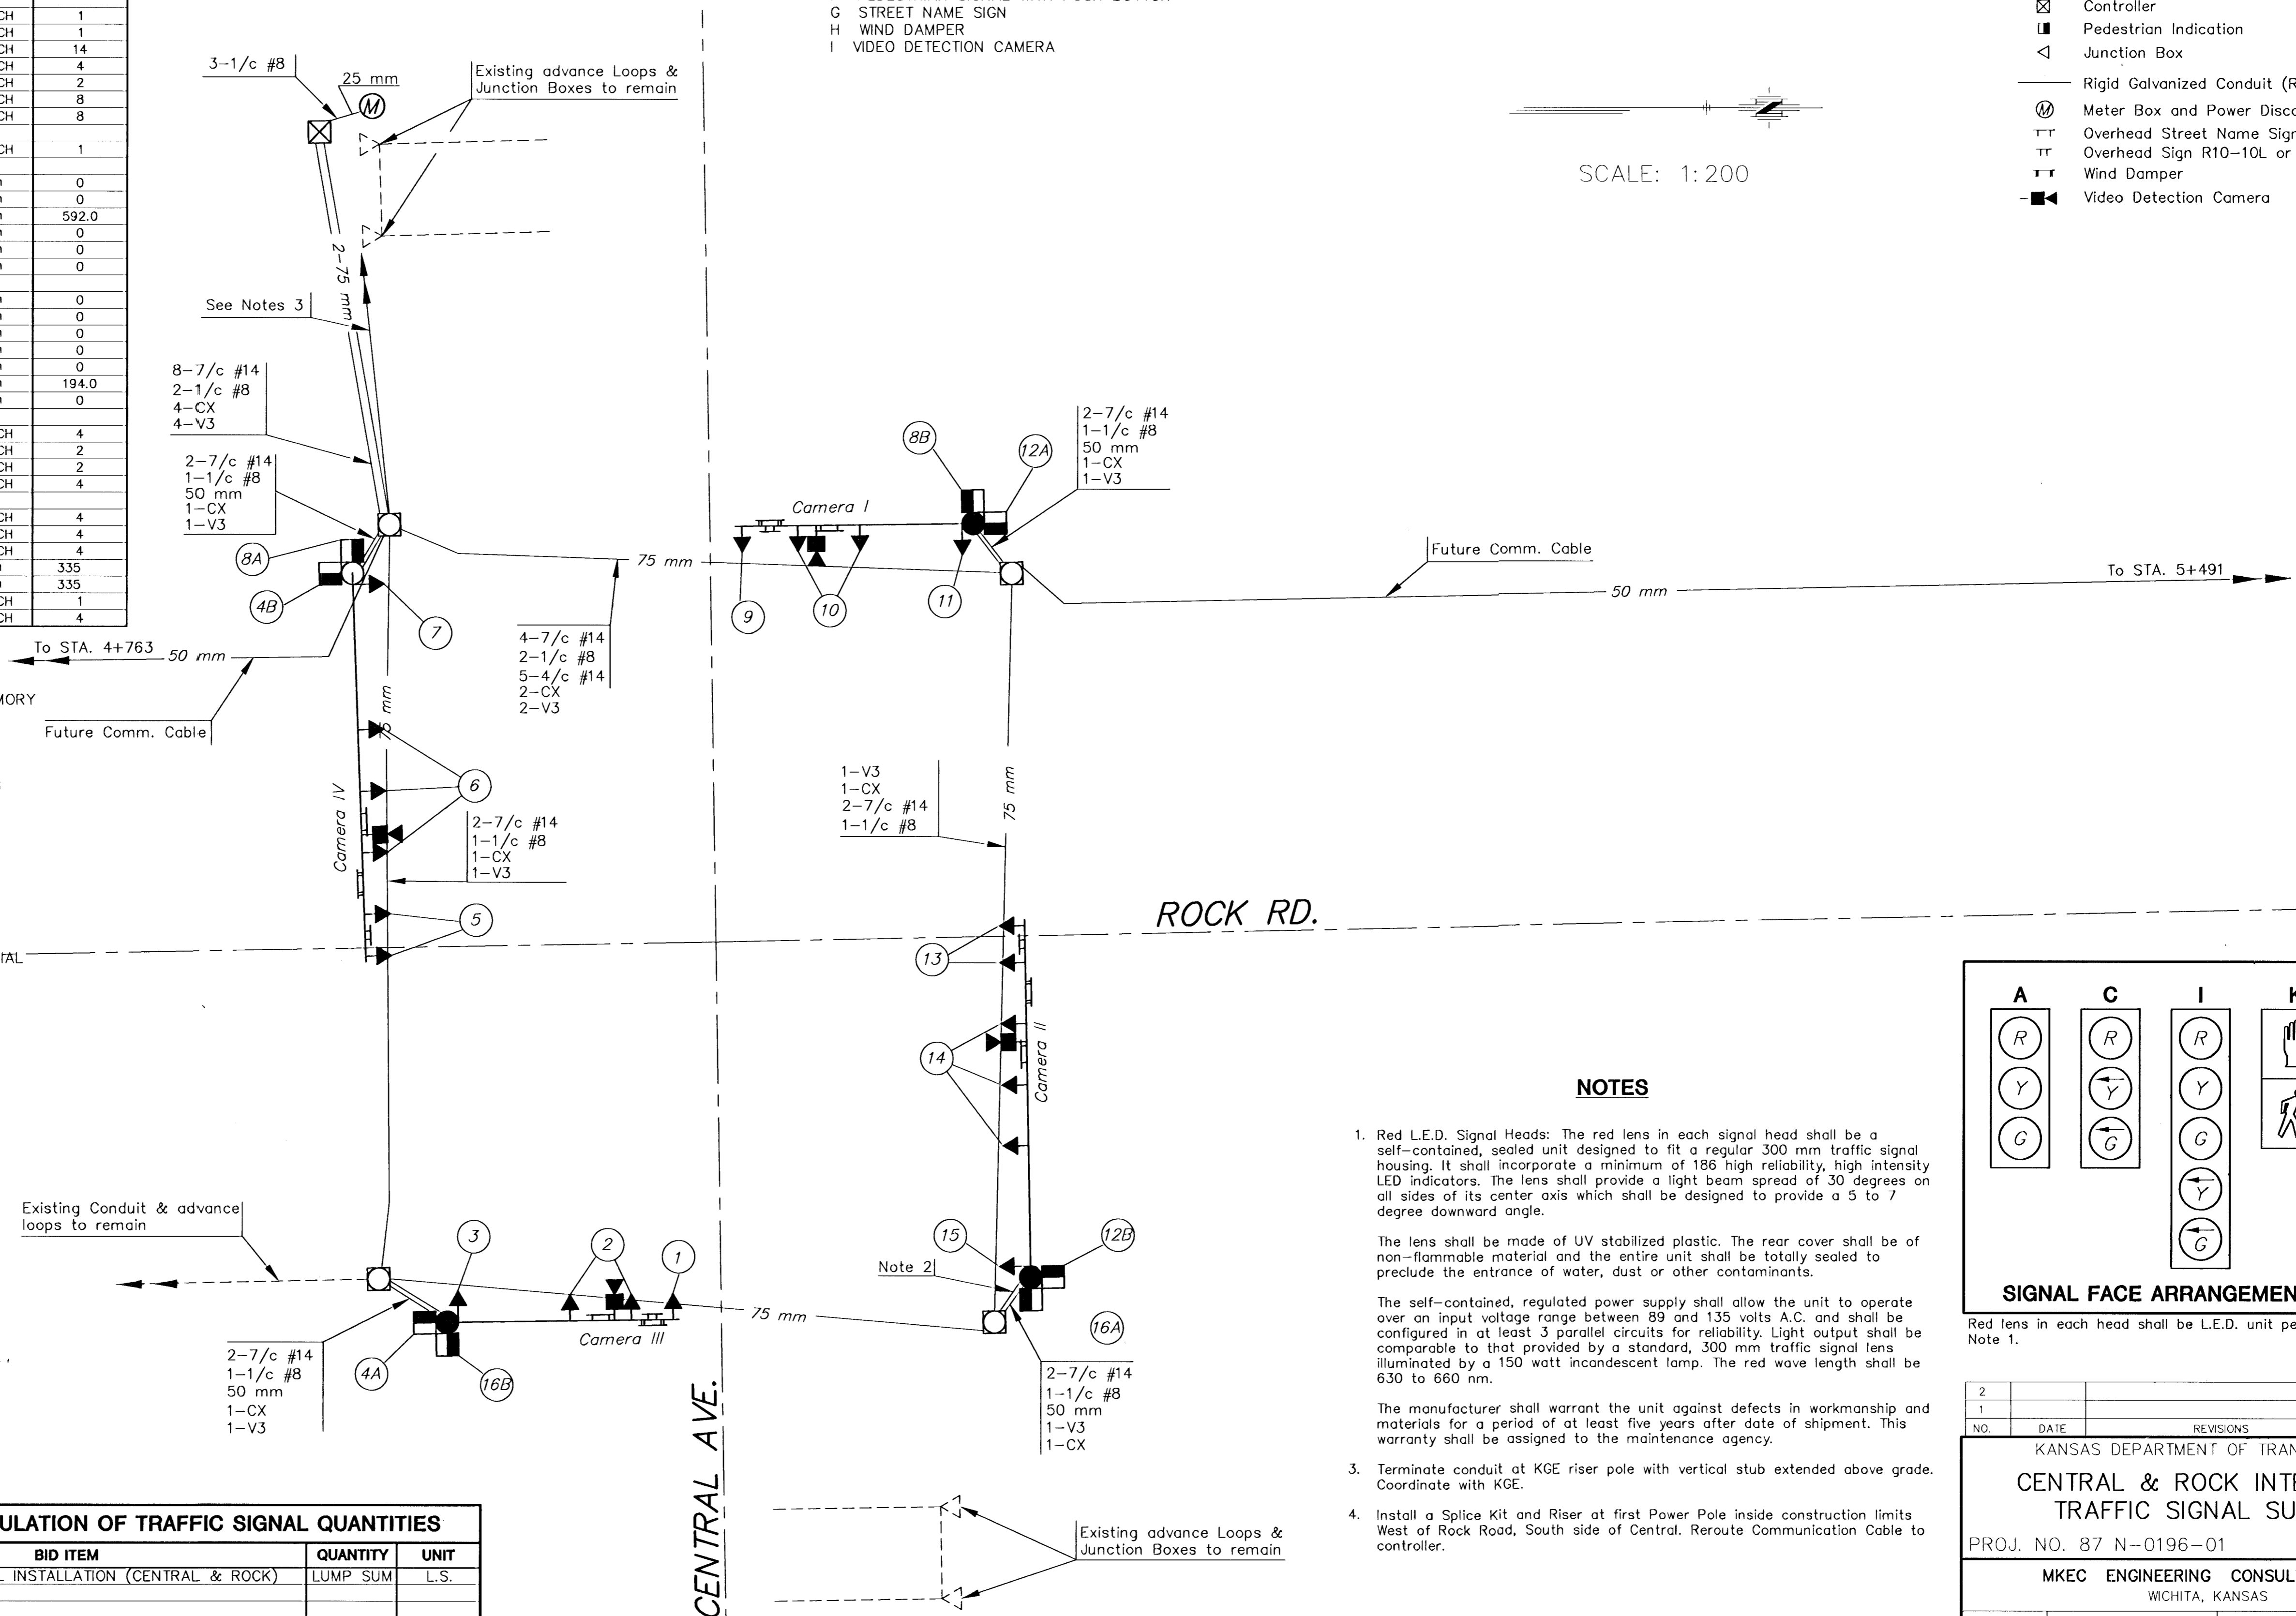 CH 1
CH 1
CH 14
CH 4
CH 2
CH 8
CH 8
CH 1
0
0
592.0
0
0
0
0
0
0
0
0
194.0
0
CH 4
CH 2
CH 2
CH 4
CH 4
CH 4
CH 4
335
335
CH 1
CH 4
G STREET NAME SIGN
H WIND DAMPER
I VIDEO DETECTION CAMERA
SCALE: 1:200
Controller
Pedestrian Indication
Junction Box
Rigid Galvanized Conduit (R
M Meter Box and Power Disco
Overhead Street Name Sign
Overhead Sign R10-10L or
Wind Damper
Video Detection Camera
3-1/c #8
25 mm
M
Existing advance Loops &
Junction Boxes to remain
2-75 mm
See Notes 3
8-7/c #14
2-1/c #8
4-CX
4-V3
2-7/c #14
1-1/c #8
50 mm
1-CX
1-V3
8A
4B
7
To STA. 4+763
50 mm
MORY
Future Comm. Cable
75 mm
4-7/c #14
2-1/c #8
5-4/c #14
2-CX
2-V3
75 mm
Camera I
8B
12A
2-7/c #14
1-1/c #8
50 mm
1-CX
1-V3
9
10
11
Future Comm. Cable
50 mm
To STA. 5+491
6
Camera IV
2-7/c #14
1-1/c #8
1-CX
1-V3
5
1-V3
1-CX
2-7/c #14
1-1/c #8
75 mm
ROCK RD.
13
14
Camera II
Existing Conduit & advance
loops to remain
3
2
1
15
12B
Note 2
16A
75 mm
Camera III
4A
16B
2-7/c #14
1-1/c #8
50 mm
1-CX
1-V3
2-7/c #14
1-1/c #8
50 mm
1-V3
1-CX
CENTRAL AVE.
Existing advance Loops &
Junction Boxes to remain
NOTES
1. Red L.E.D. Signal Heads: The red lens in each signal head shall be a
self-contained, sealed unit designed to fit a regular 300 mm traffic signal
housing. It shall incorporate a minimum of 186 high reliability, high intensity
LED indicators. The lens shall provide a light beam spread of 30 degrees on
all sides of its center axis which shall be designed to provide a 5 to 7
degree downward angle.
The lens shall be made of UV stabilized plastic. The rear cover shall be of
non-flammable material and the entire unit shall be totally sealed to
preclude the entrance of water, dust or other contaminants.
The self-contained, regulated power supply shall allow the unit to operate
over an input voltage range between 89 and 135 volts A.C. and shall be
configured in at least 3 parallel circuits for reliability. Light output shall be
comparable to that provided by a standard, 300 mm traffic signal lens
illuminated by a 150 watt incandescent lamp. The red wave length shall be
630 to 660 nm.
The manufacturer shall warrant the unit against defects in workmanship and
materials for a period of at least five years after date of shipment. This
warranty shall be assigned to the maintenance agency.
3. Terminate conduit at KGE riser pole with vertical stub extended above grade.
Coordinate with KGE.
4. Install a Splice Kit and Riser at first Power Pole inside construction limits
West of Rock Road, South side of Central. Reroute Communication Cable to
controller.
A C I K
R R R
Y Y Y
G G G
Y
G
SIGNAL FACE ARRANGEMEN
Red lens in each head shall be L.E.D. unit pe
Note 1.
2
1
NO. DATE REVISIONS
KANSAS DEPARTMENT OF TRAN
CENTRAL & ROCK INTE
TRAFFIC SIGNAL SU
PROJ. NO. 87 N-0196-01
MKEC ENGINEERING CONSUL
WICHITA, KANSAS
ULATION OF TRAFFIC SIGNAL QUANTITIES
BID ITEM QUANTITY UNIT
L INSTALLATION (CENTRAL & ROCK) LUMP SUM L.S.